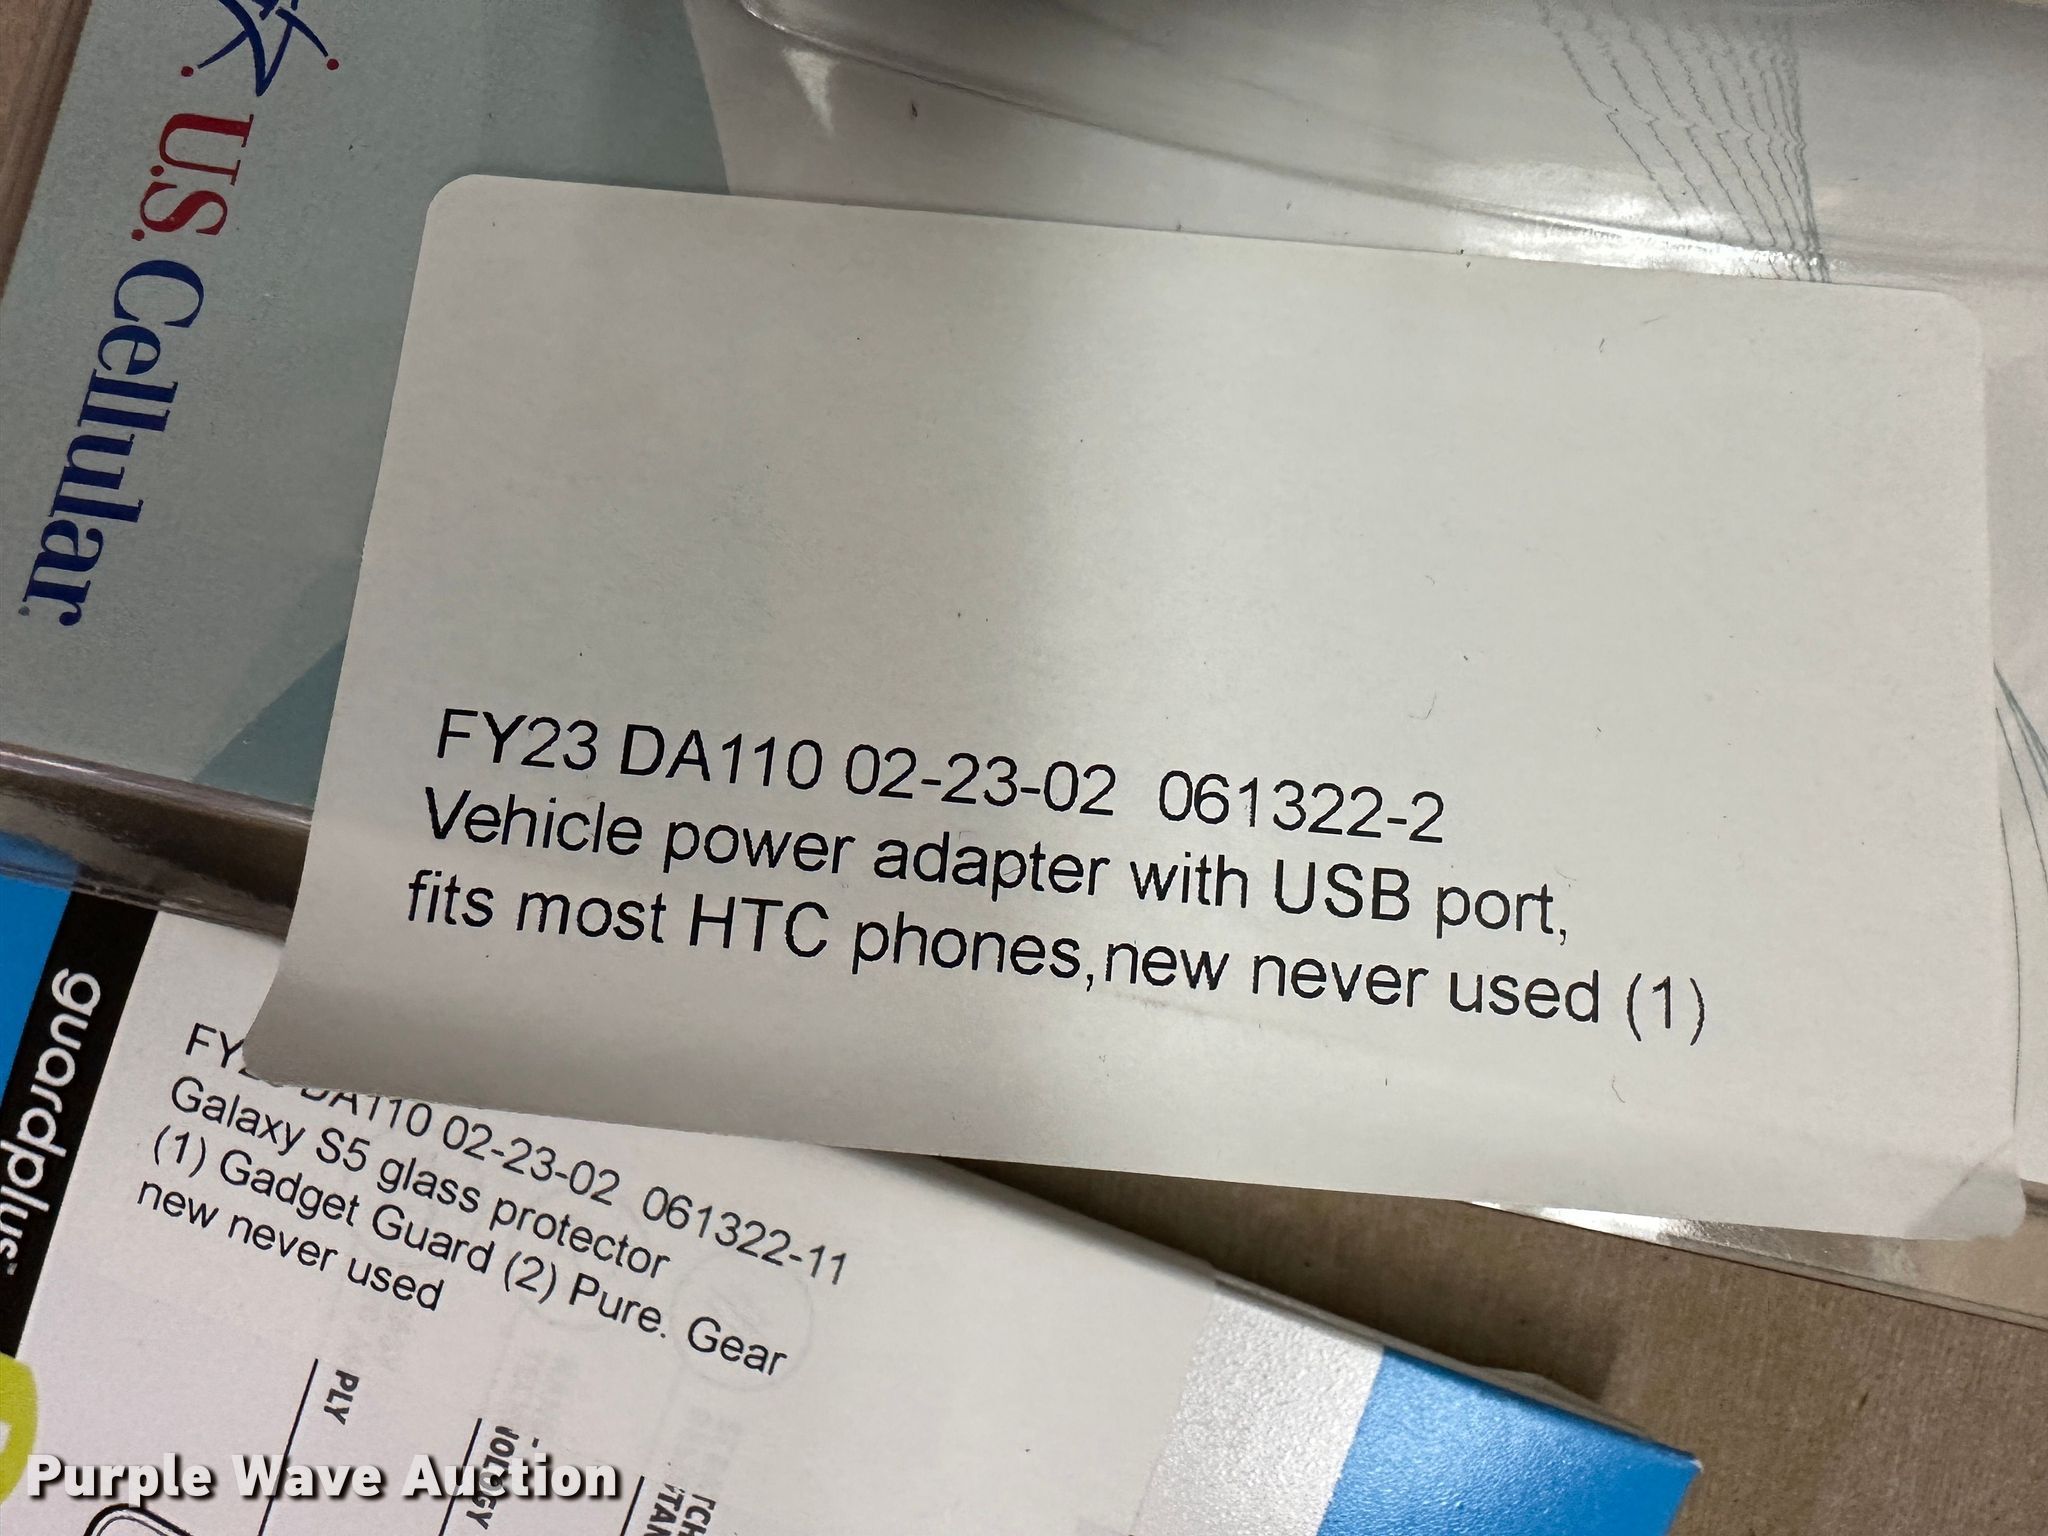 U.S. Cellular
FY23 DA110 02-23-02 061322-2
Vehicle power adapter with USB port,
fits most HTC phones,new never used (1)
guardplus™
DA110 02-23-02 061322-11
Galaxy S5 glass protector
(1) Gadget Guard (2) Pure. Gear
new never used
PLY
Purple Wave Auction